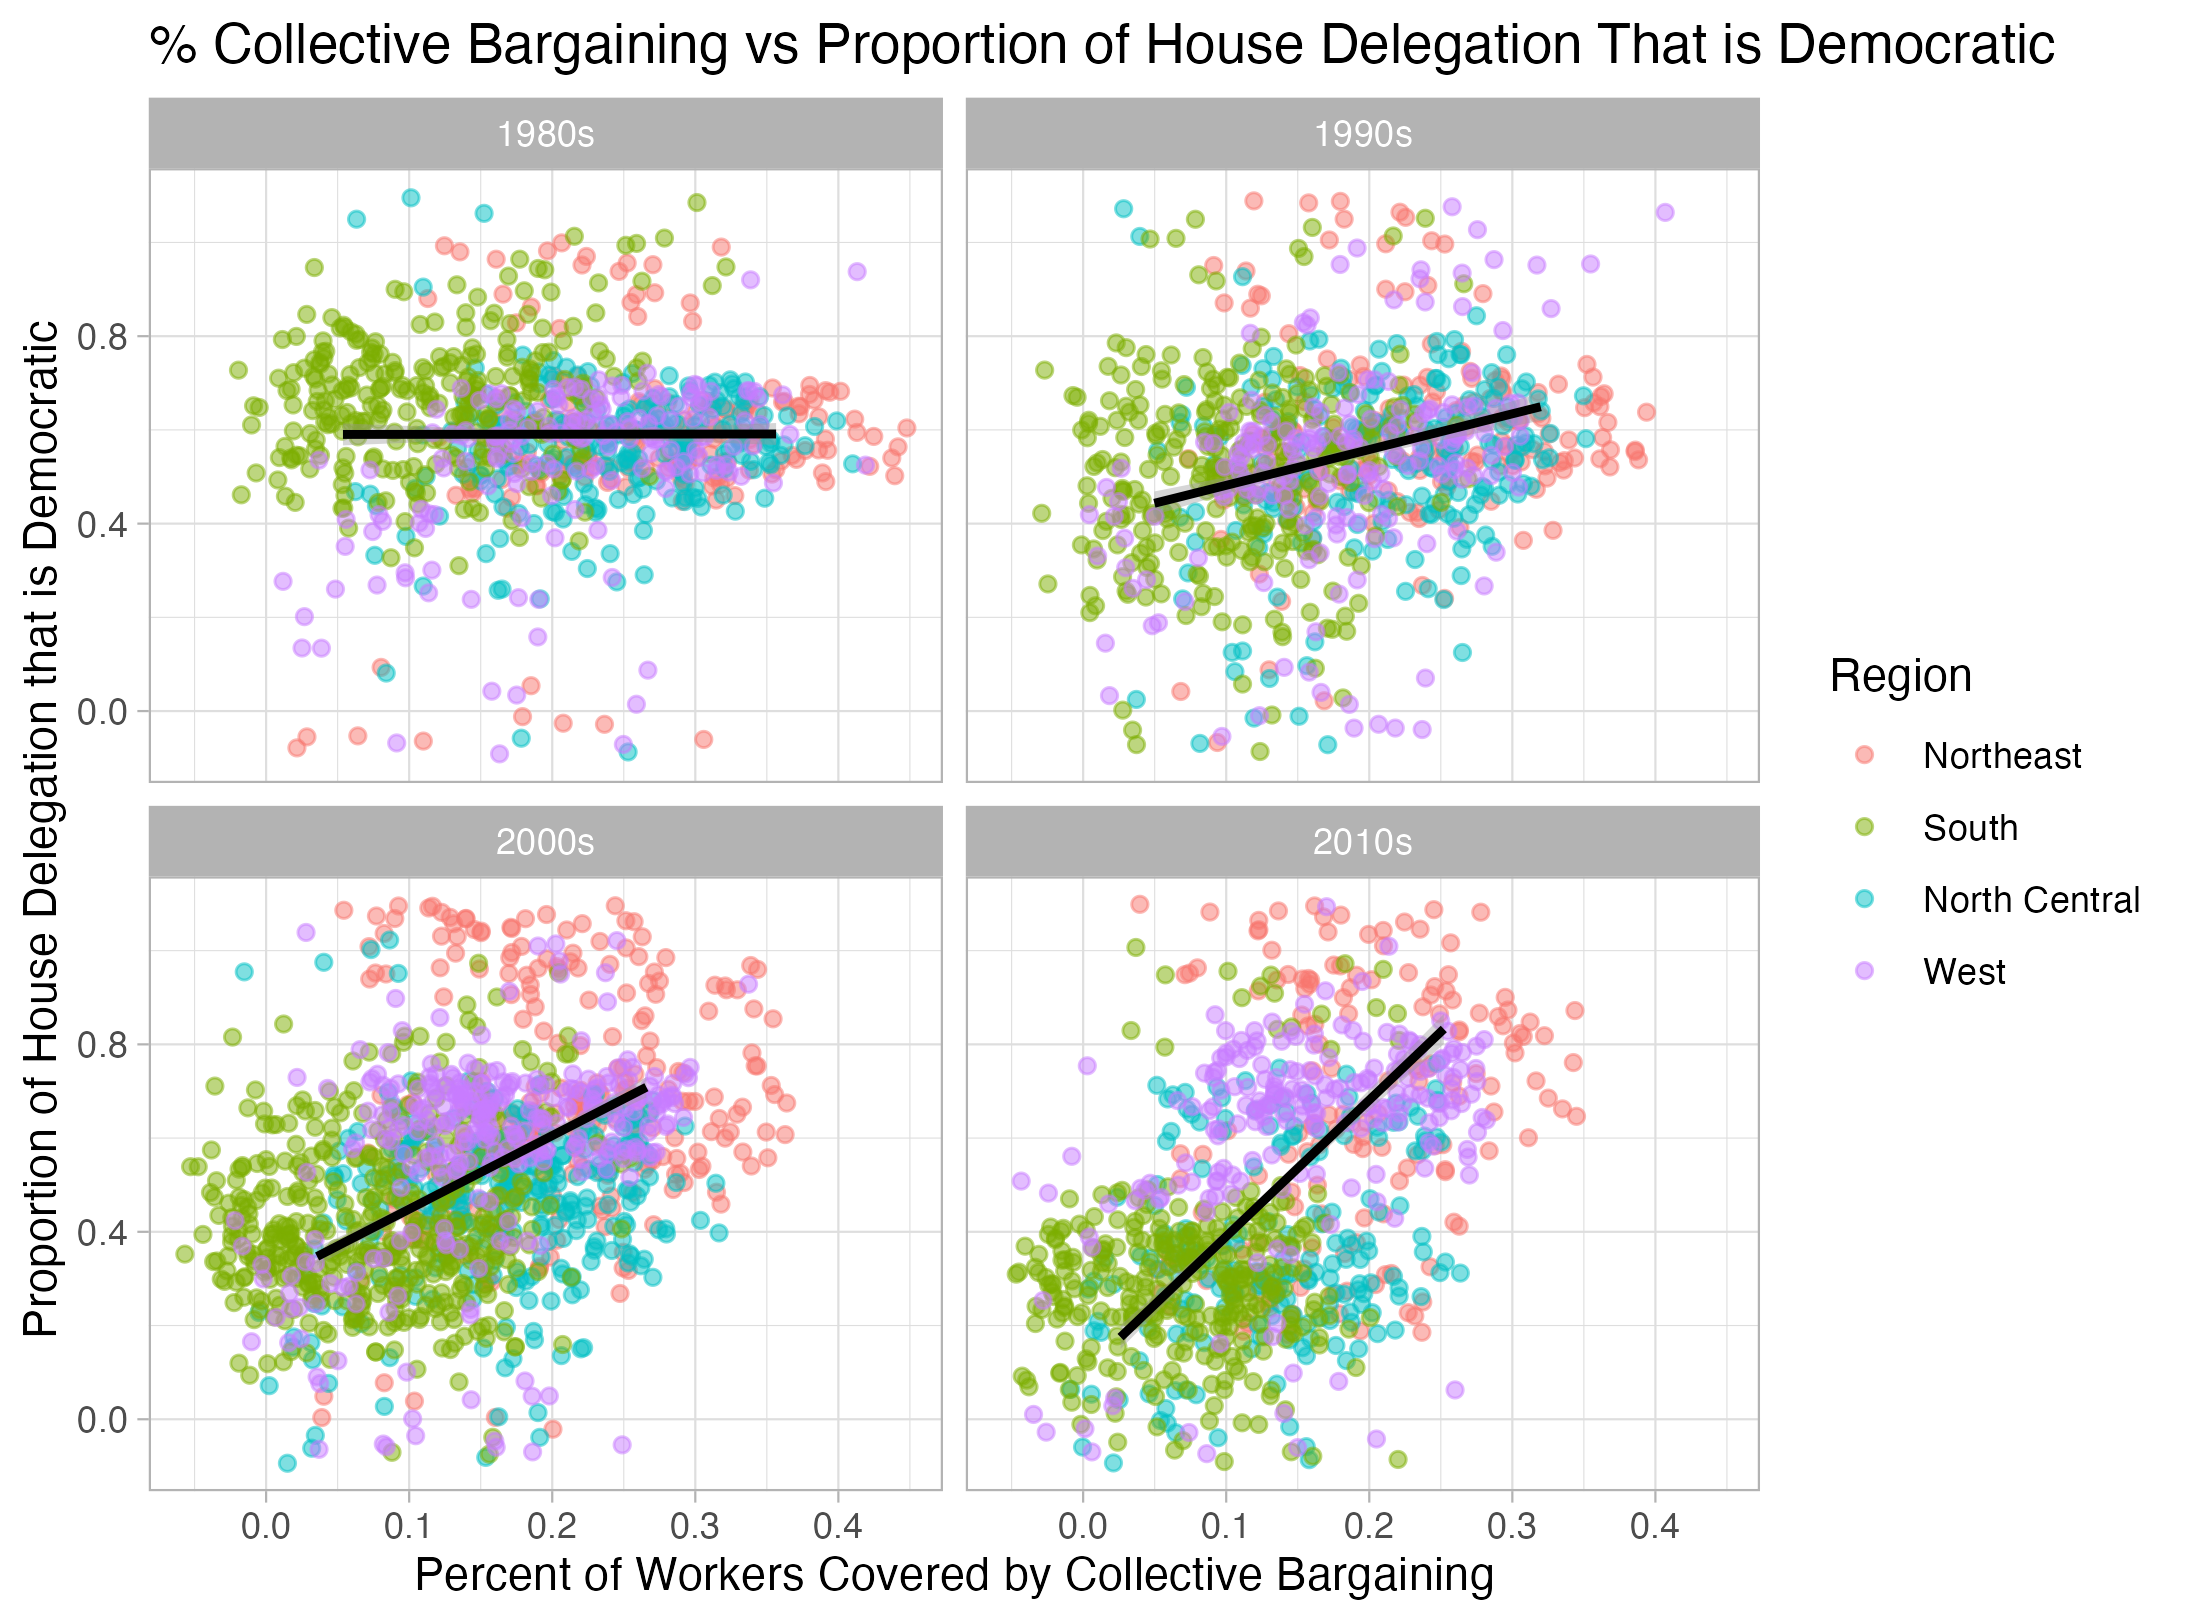 % Collective Bargaining vs Proportion of House Delegation That is Democratic
1980s
1990s
0.8
0.4
0.0
2000s
2010s
0.8
0.4
0.0
0.0 0.1 0.2 0.3 0.4
0.0 0.1 0.2 0.3 0.4
Percent of Workers Covered by Collective Bargaining
Proportion of House Delegation that is Democratic
Region
Northeast
South
North Central
West